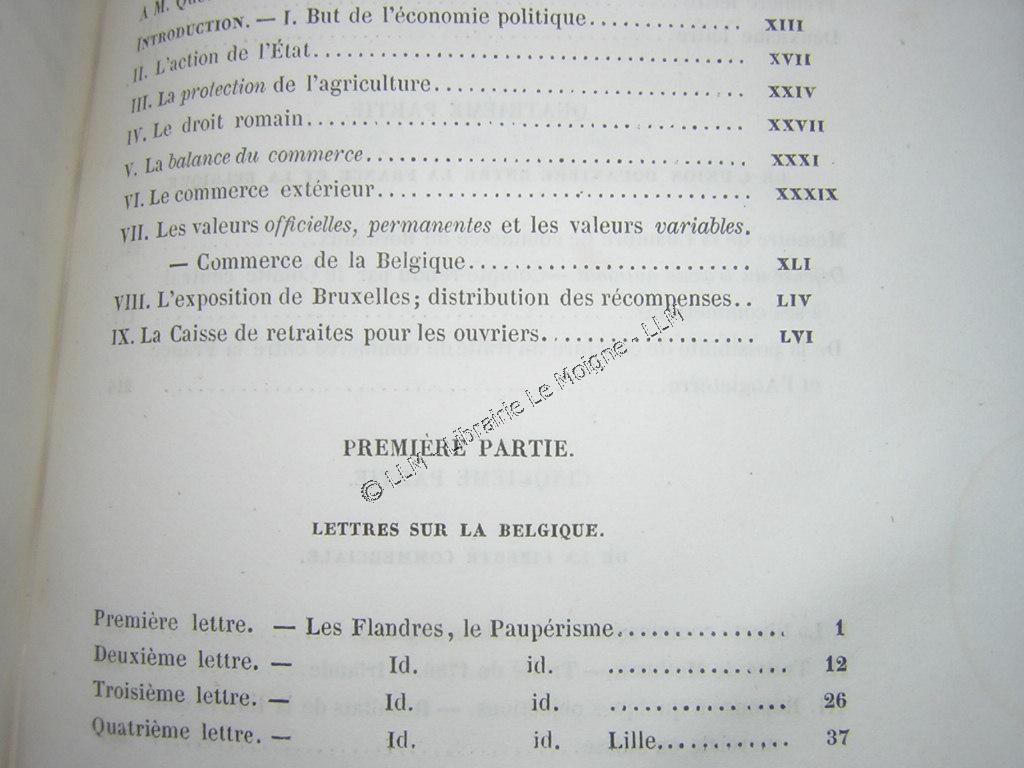 A M.
INTRODUCTION. — I. But de l'économie politique.......... XIII
II. L'action de l'État.......... XVII
III. La protection de l'agriculture.......... XXIV
IV. Le droit romain.......... XXVII
V. La balance du commerce.......... XXXI
VI. Le commerce extérieur.......... XXXIX
VII. Les valeurs officielles, permanentes et les valeurs variables.
— Commerce de la Belgique.......... XLI
VIII. L'exposition de Bruxelles; distribution des récompenses.. LIV
IX. La Caisse de retraites pour les ouvriers.......... LVI
© LLM - Librairie Le Moigne - LLM
PREMIÈRE PARTIE.
LETTRES SUR LA BELGIQUE.
Première lettre. — Les Flandres, le Paupérisme.......... 1
Deuxième lettre. — Id. id. .......... 12
Troisième lettre. — Id. id. .......... 26
Quatrième lettre. — Id. id. Lille.......... 37